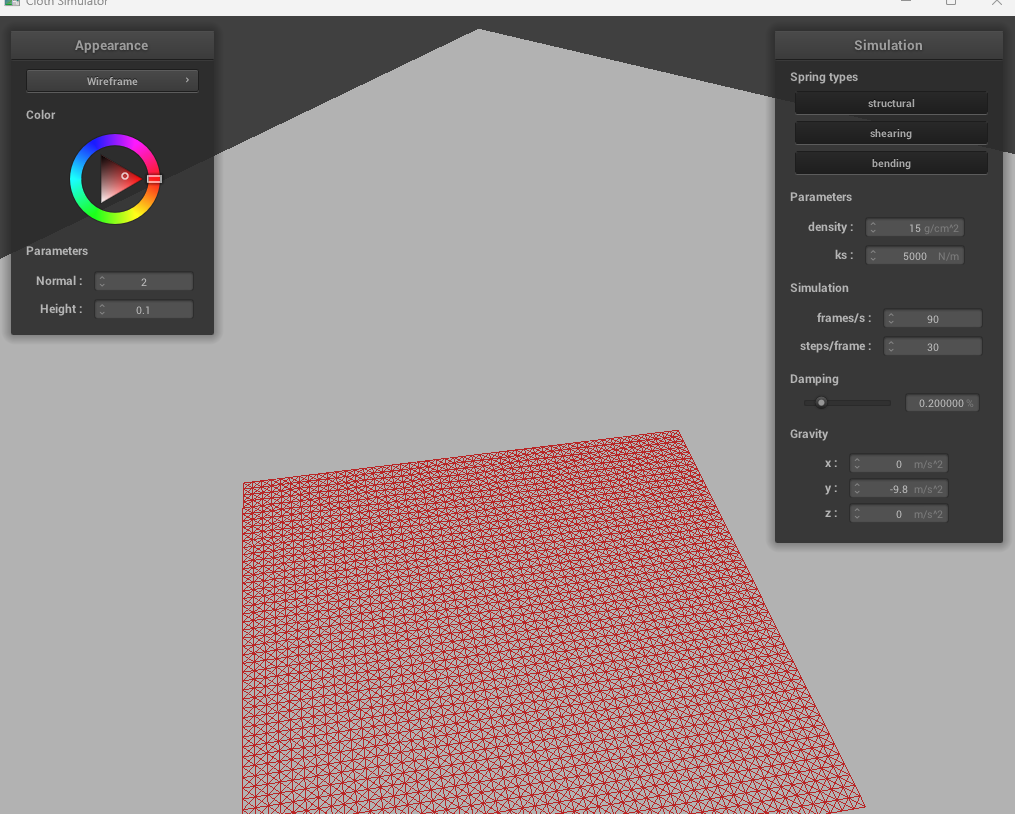 Cloth Simulator
Appearance
Wireframe
Color
Parameters
Normal : 2
Height : 0.1
Simulation
Spring types
structural
shearing
bending
Parameters
density : 15 g/cm^2
ks : 5000 N/m
Simulation
frames/s : 90
steps/frame : 30
Damping
0.200000 %
Gravity
x : 0 m/s^2
y : -9.8 m/s^2
z : 0 m/s^2